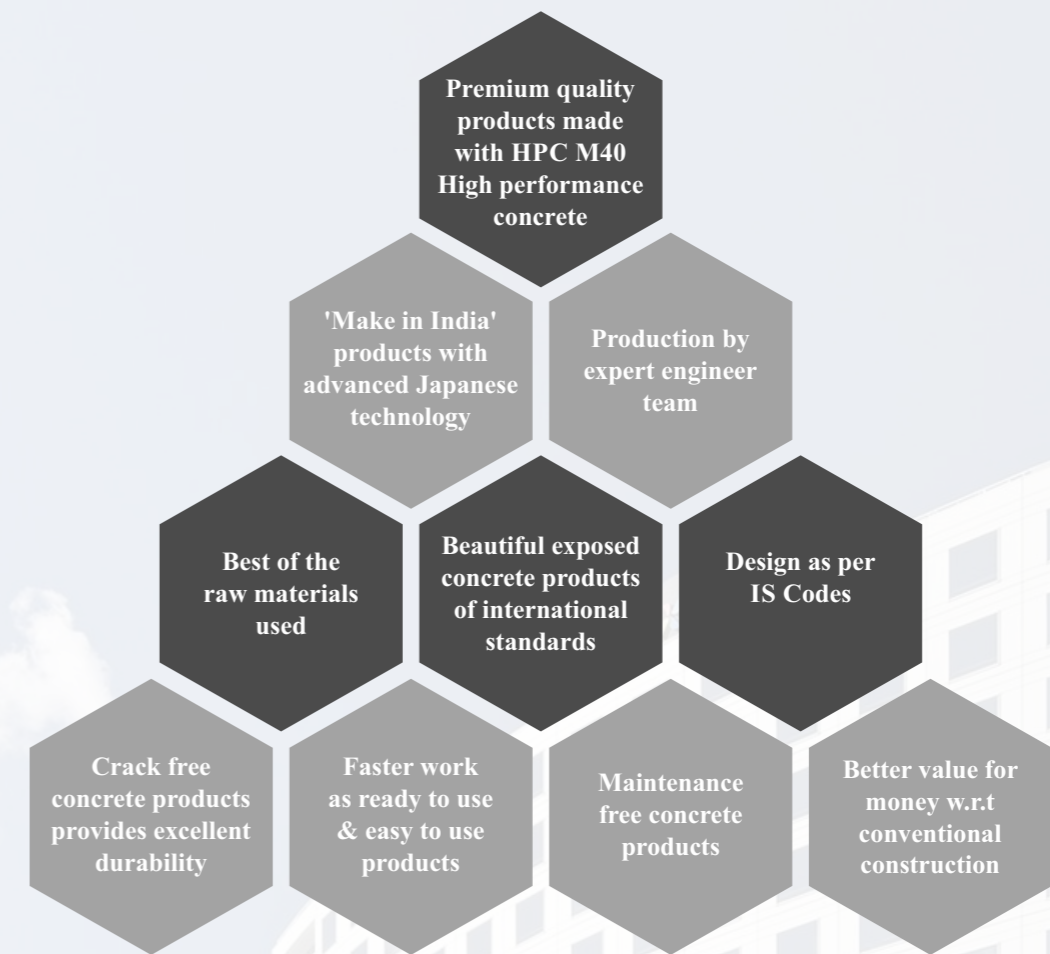 Premium quality
products made
with HPC M40
High performance
concrete
'Make in India'
products with
advanced Japanese
technology
Production by
expert engineer
team
Best of the
raw materials
used
Beautiful exposed
concrete products
of international
standards
Design as per
IS Codes
Crack free
concrete products
provides excellent
durability
Faster work
as ready to use
& easy to use
products
Maintenance
free concrete
products
Better value for
money w.r.t
conventional
construction